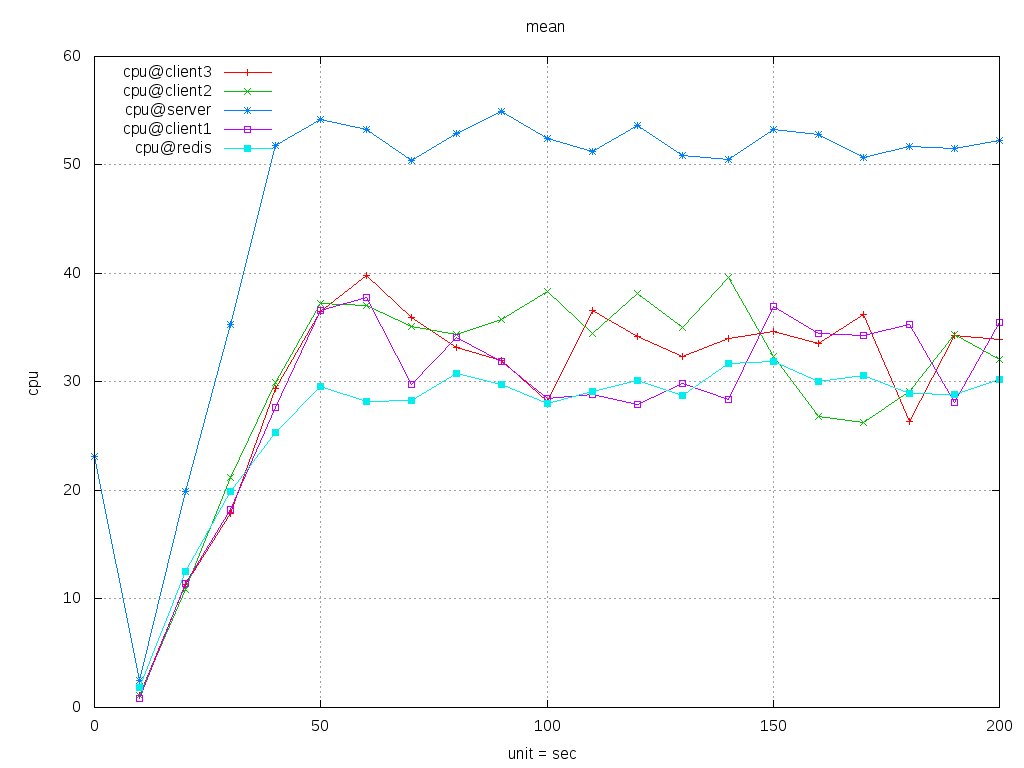 mean
60
50
40
30
20
10
0
cpu
cpu@client3
cpu@client2
cpu@server
cpu@client1
cpu@redis
0 50 100 150 200
unit = sec